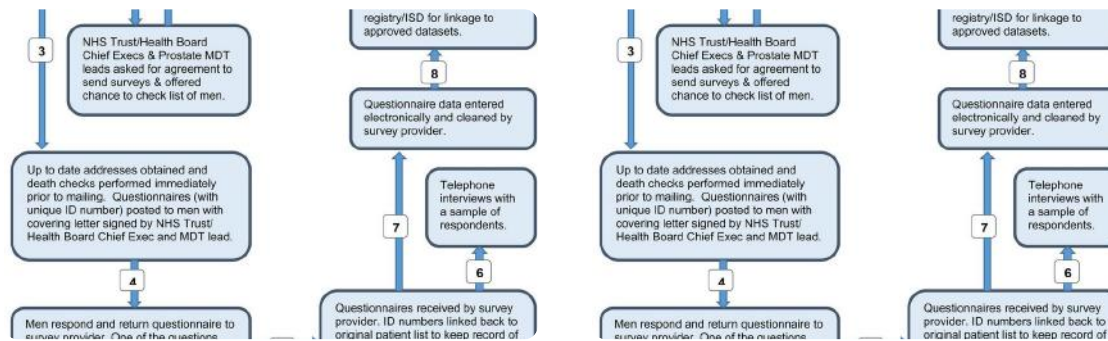 3
NHS Trust/Health Board
Chief Execs & Prostate MDT
leads asked for agreement to
send surveys & offered
chance to check list of men.
Up to date addresses obtained and
death checks performed immediately
prior to mailing. Questionnaires (with
unique ID number) posted to men with
covering letter signed by NHS Trust/
Health Board Chief Exec and MDT lead.
4
Men respond and return questionnaire to
survey provider. One of the questions
registry/ISD for linkage to
approved datasets.
8
Questionnaire data entered
electronically and cleaned by
survey provider.
7
Telephone
interviews with
a sample of
respondents.
6
Questionnaires received by survey
provider. ID numbers linked back to
original patient list to keep record of
3
NHS Trust/Health Board
Chief Execs & Prostate MDT
leads asked for agreement to
send surveys & offered
chance to check list of men.
Up to date addresses obtained and
death checks performed immediately
prior to mailing. Questionnaires (with
unique ID number) posted to men with
covering letter signed by NHS Trust/
Health Board Chief Exec and MDT lead.
4
Men respond and return questionnaire to
survey provider. One of the questions
registry/ISD for linkage to
approved datasets.
8
Questionnaire data entered
electronically and cleaned by
survey provider.
7
Telephone
interviews with
a sample of
respondents.
6
Questionnaires received by survey
provider. ID numbers linked back to
original patient list to keep record of